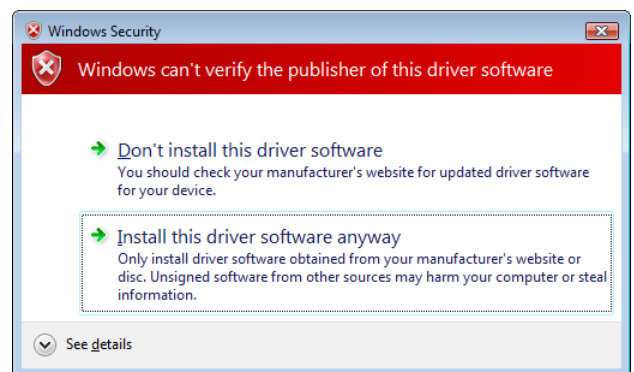 Windows Security
Windows can't verify the publisher of this driver software
Don't install this driver software
You should check your manufacturer's website for updated driver software
for your device.
Install this driver software anyway
Only install driver software obtained from your manufacturer's website or
disc. Unsigned software from other sources may harm your computer or steal
information.
See details